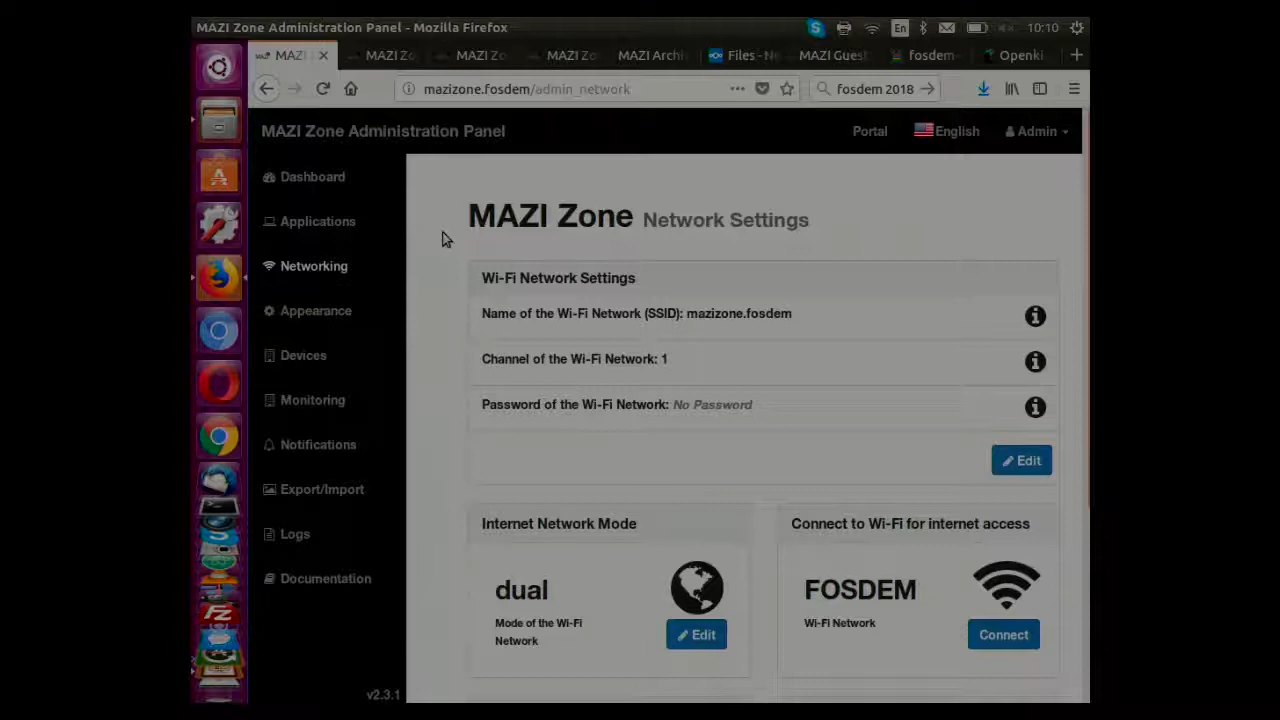 MAZI Zone Administration Panel - Mozilla Firefox
En
10:10
MAZI
MAZI Zo
MAZI Zo
MAZI Zo
MAZI Archi
Files - Ne
MAZI Guest
fosdem
Openki
mazizone.fosdem/admin_network
fosdem 2018
MAZI Zone Administration Panel
Portal
English
Admin
Dashboard
Applications
Networking
Appearance
Devices
Monitoring
Notifications
Export/Import
Logs
Documentation
v2.3.1
MAZI Zone Network Settings
Wi-Fi Network Settings
Name of the Wi-Fi Network (SSID): mazizone.fosdem
Channel of the Wi-Fi Network: 1
Password of the Wi-Fi Network: No Password
Edit
Internet Network Mode
dual
Mode of the Wi-Fi
Network
Edit
Connect to Wi-Fi for internet access
FOSDEM
Wi-Fi Network
Connect